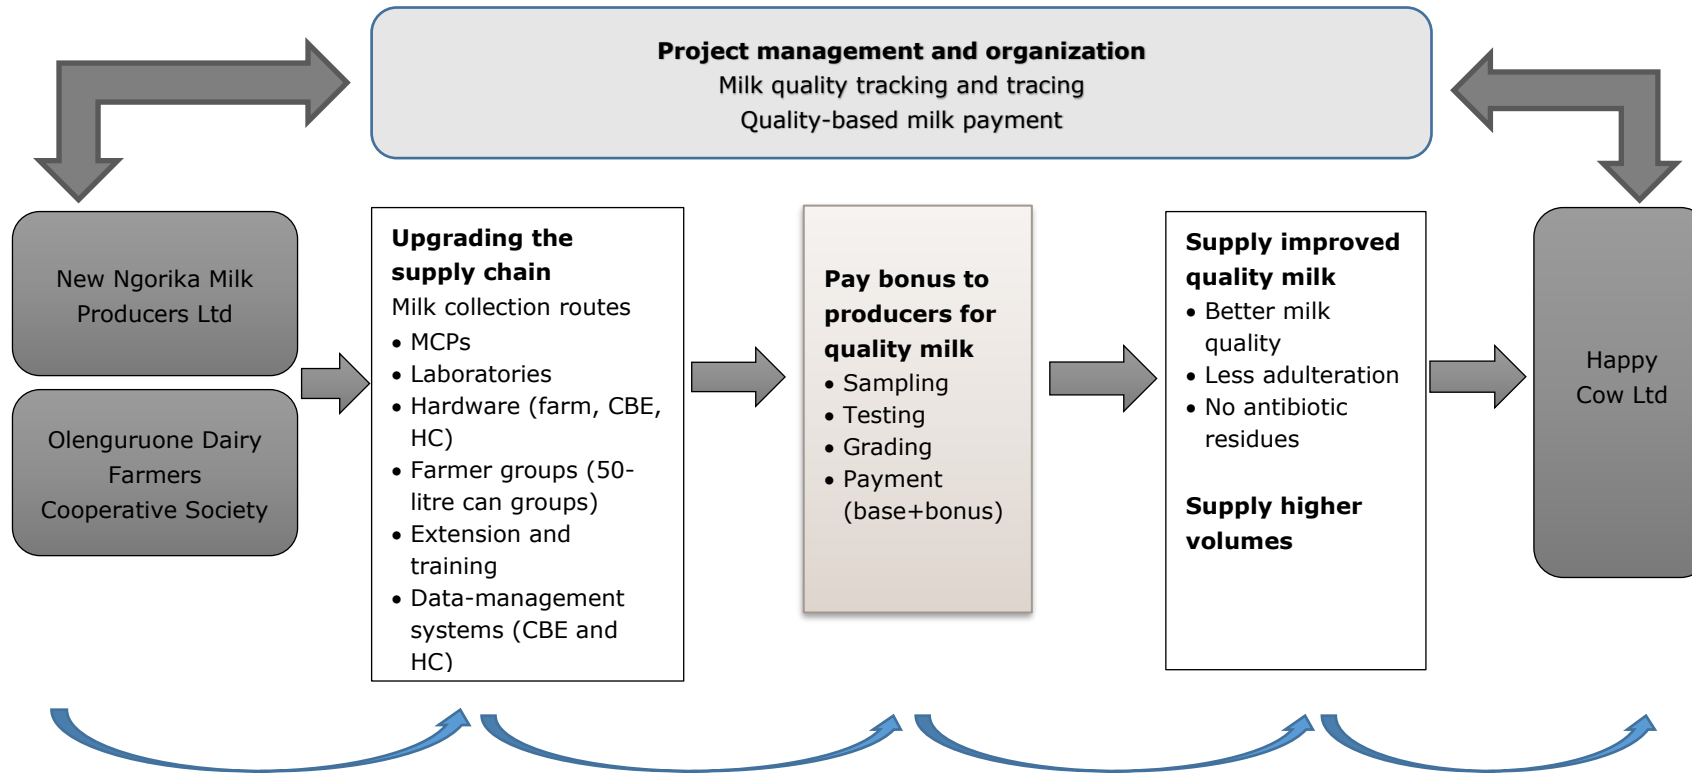 Project management and organization
Milk quality tracking and tracing
Quality-based milk payment
New Ngorika Milk
Producers Ltd
Olenguruone Dairy
Farmers
Cooperative Society
Upgrading the
supply chain
Milk collection routes
• MCPs
• Laboratories
• Hardware (farm, CBE,
HC)
• Farmer groups (50-
litre can groups)
• Extension and
training
• Data-management
systems (CBE and
HC)
Pay bonus to
producers for
quality milk
• Sampling
• Testing
• Grading
• Payment
(base+bonus)
Supply improved
quality milk
• Better milk
quality
• Less adulteration
• No antibiotic
residues
Supply higher
volumes
Happy
Cow Ltd